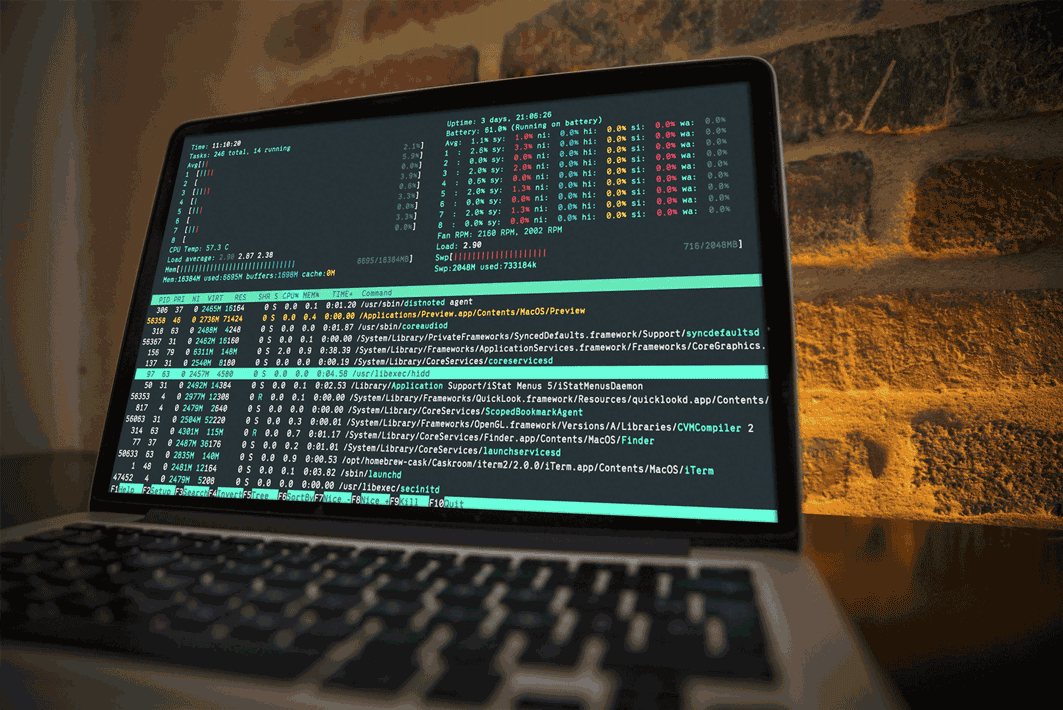 Time: 11:10:20
Tasks: 246 total, 14 running
Avg[|| 2.1%]
1 [|||| 5.9%]
2 [ 0.0%]
3 [|||| 3.9%]
4 [| 0.6%]
5 [||| 3.3%]
6 [ 0.0%]
7 [||| 3.3%]
8 [ 0.0%]
CPU Temp: 57.3 C
Load average: 2.90 2.87 2.38
Mem[ 6695/16384MB]
Mem:16384M used:6695M buffers:1698M cache:0M
Uptime: 3 days, 21:06:26
Battery: 61.0% (Running on battery)
Avg: 1.1% sy: 1.0% ni: 0.0% hi: 0.0% si: 0.0% wa: 0.0%
1 : 2.6% sy: 3.3% ni: 0.0% hi: 0.0% si: 0.0% wa: 0.0%
2 : 0.0% sy: 0.0% ni: 0.0% hi: 0.0% si: 0.0% wa: 0.0%
3 : 2.0% sy: 2.0% ni: 0.0% hi: 0.0% si: 0.0% wa: 0.0%
4 : 0.6% sy: 0.0% ni: 0.0% hi: 0.0% si: 0.0% wa: 0.0%
5 : 2.0% sy: 1.3% ni: 0.0% hi: 0.0% si: 0.0% wa: 0.0%
6 : 0.0% sy: 0.0% ni: 0.0% hi: 0.0% si: 0.0% wa: 0.0%
7 : 2.0% sy: 1.3% ni: 0.0% hi: 0.0% si: 0.0% wa: 0.0%
8 : 0.0% sy: 0.0% ni: 0.0% hi: 0.0% si: 0.0% wa: 0.0%
Fan RPM: 2160 RPM, 2002 RPM
Load: 2.90
Swp[ 716/2048MB]
Swp:2048M used:733184k
PID PRI NI VIRT RES SHR S CPU% MEM% TIME+ Command
306 37 0 2465M 16164 0 S 0.0 0.1 0:01.20 /usr/sbin/distnoted agent
56358 46 0 2736M 71424 0 S 0.0 0.4 0:00.00 /Applications/Preview.app/Contents/MacOS/Preview
318 63 0 2488M 4248 0 S 0.0 0.0 0:01.87 /usr/sbin/coreaudiod
56367 31 0 2462M 16160 0 S 0.0 0.1 0:00.00 /System/Library/PrivateFrameworks/SyncedDefaults.framework/Support/syncdefaultsd
156 79 0 6311M 148M 0 S 2.0 0.9 0:38.39 /System/Library/Frameworks/ApplicationServices.framework/Frameworks/CoreGraphics.
137 31 0 2540M 8180 0 S 0.0 0.0 0:00.19 /System/Library/CoreServices/coreservicesd
97 63 0 2457M 4580 0 S 0.0 0.0 0:04.58 /usr/libexec/hidd
50 31 0 2492M 14384 0 S 0.0 0.1 0:02.53 /Library/Application Support/iStat Menus 5/iStatMenusDaemon
56353 4 0 2977M 12308 0 R 0.0 0.1 0:00.00 /System/Library/Frameworks/QuickLook.framework/Resources/quicklookd.app/Contents/
817 4 0 2479M 2640 0 S 0.0 0.0 0:00.00 /System/Library/CoreServices/ScopedBookmarkAgent
56063 31 0 2504M 52220 0 S 0.0 0.3 0:00.01 /System/Library/Frameworks/OpenGL.framework/Versions/A/Libraries/CVMCompiler 2
314 63 0 4301M 115M 0 R 0.0 0.7 0:01.17 /System/Library/CoreServices/Finder.app/Contents/MacOS/Finder
77 37 0 2487M 36176 0 S 0.0 0.2 0:01.01 /System/Library/CoreServices/launchservicesd
50633 63 0 2835M 140M 0 S 0.0 0.9 0:00.53 /opt/homebrew-cask/Caskroom/iterm2/2.0.0/iTerm.app/Contents/MacOS/iTerm
1 48 0 2481M 12164 0 S 0.0 0.1 0:03.82 /sbin/launchd
47452 4 0 2479M 5208 0 S 0.0 0.0 0:00.00 /usr/libexec/secinitd
F1Help F2Setup F3SearchF4InvertF5Tree F6SortByF7Nice -F8Nice +F9Kill F10Quit